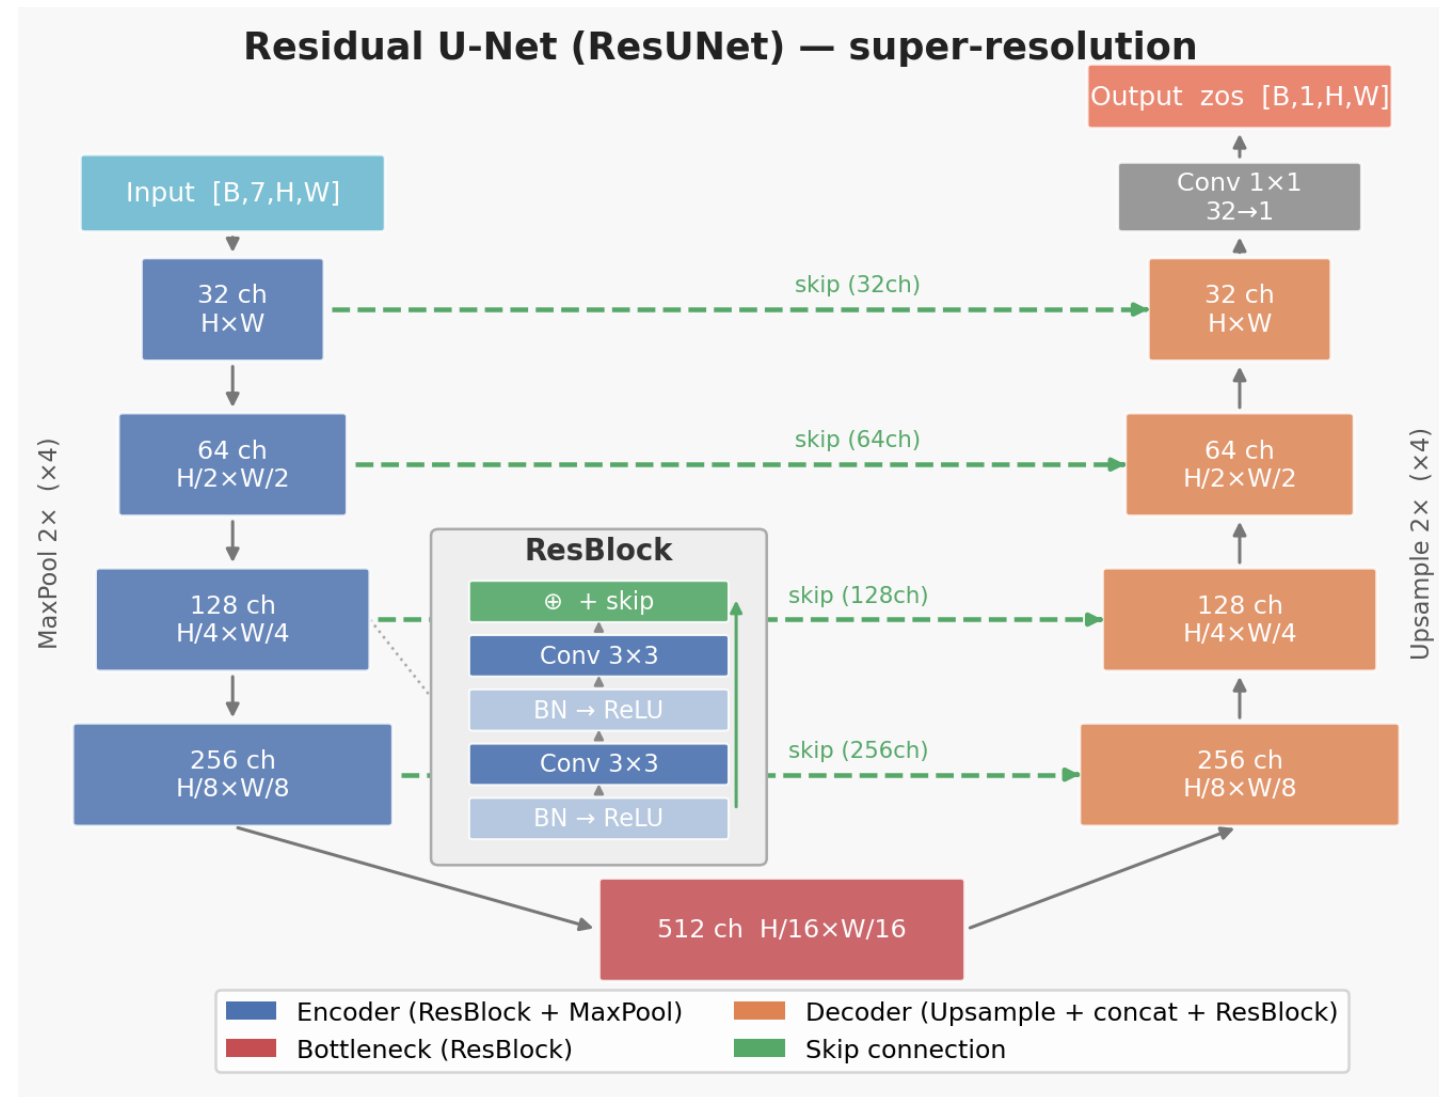 Residual U-Net (ResUNet) — super-resolution
Output  zos  [B,1,H,W]
Input  [B,7,H,W]
Conv 1×1
32→1
32 ch
H×W
skip (32ch)
32 ch
H×W
64 ch
H/2×W/2
skip (64ch)
64 ch
H/2×W/2
MaxPool 2×  (×4)
Upsample 2×  (×4)
ResBlock
128 ch
H/4×W/4
⊕  + skip
skip (128ch)
128 ch
H/4×W/4
Conv 3×3
BN → ReLU
256 ch
H/8×W/8
Conv 3×3
BN → ReLU
skip (256ch)
256 ch
H/8×W/8
512 ch  H/16×W/16
Encoder (ResBlock + MaxPool)
Bottleneck (ResBlock)
Decoder (Upsample + concat + ResBlock)
Skip connection